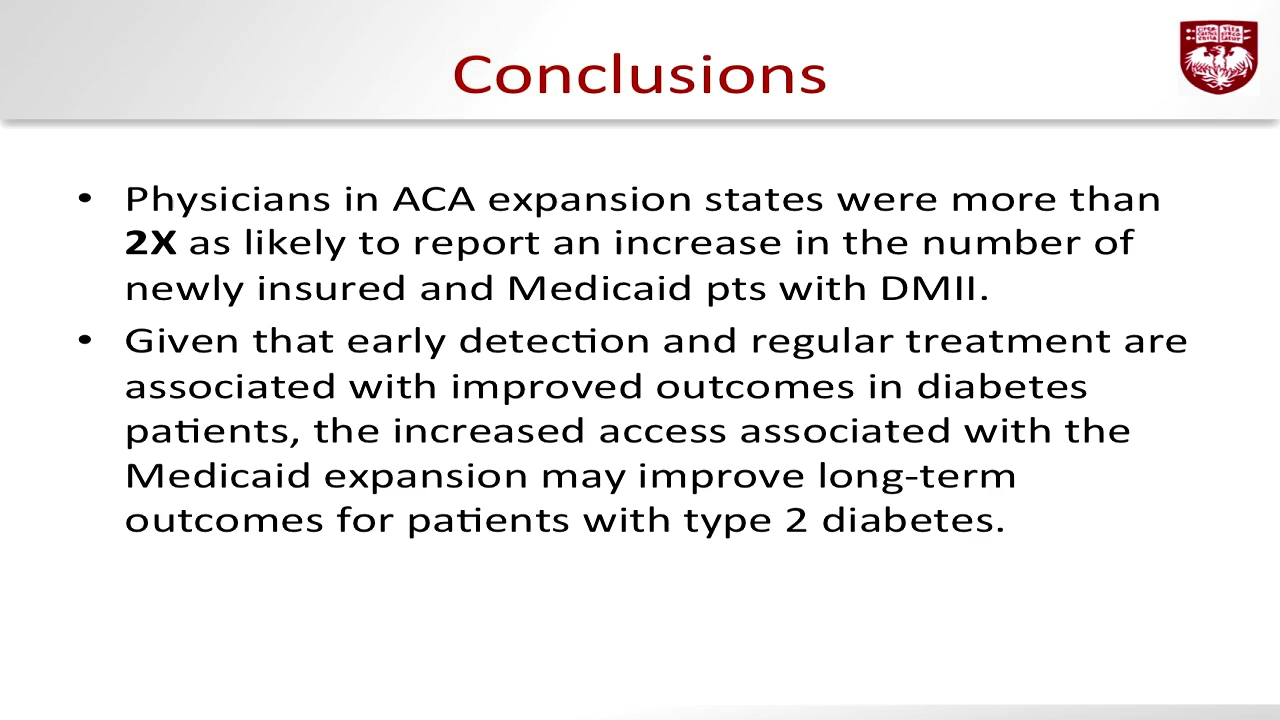 Conclusions
• Physicians in ACA expansion states were more than
2X as likely to report an increase in the number of
newly insured and Medicaid pts with DMII.
• Given that early detection and regular treatment are
associated with improved outcomes in diabetes
patients, the increased access associated with the
Medicaid expansion may improve long-term
outcomes for patients with type 2 diabetes.